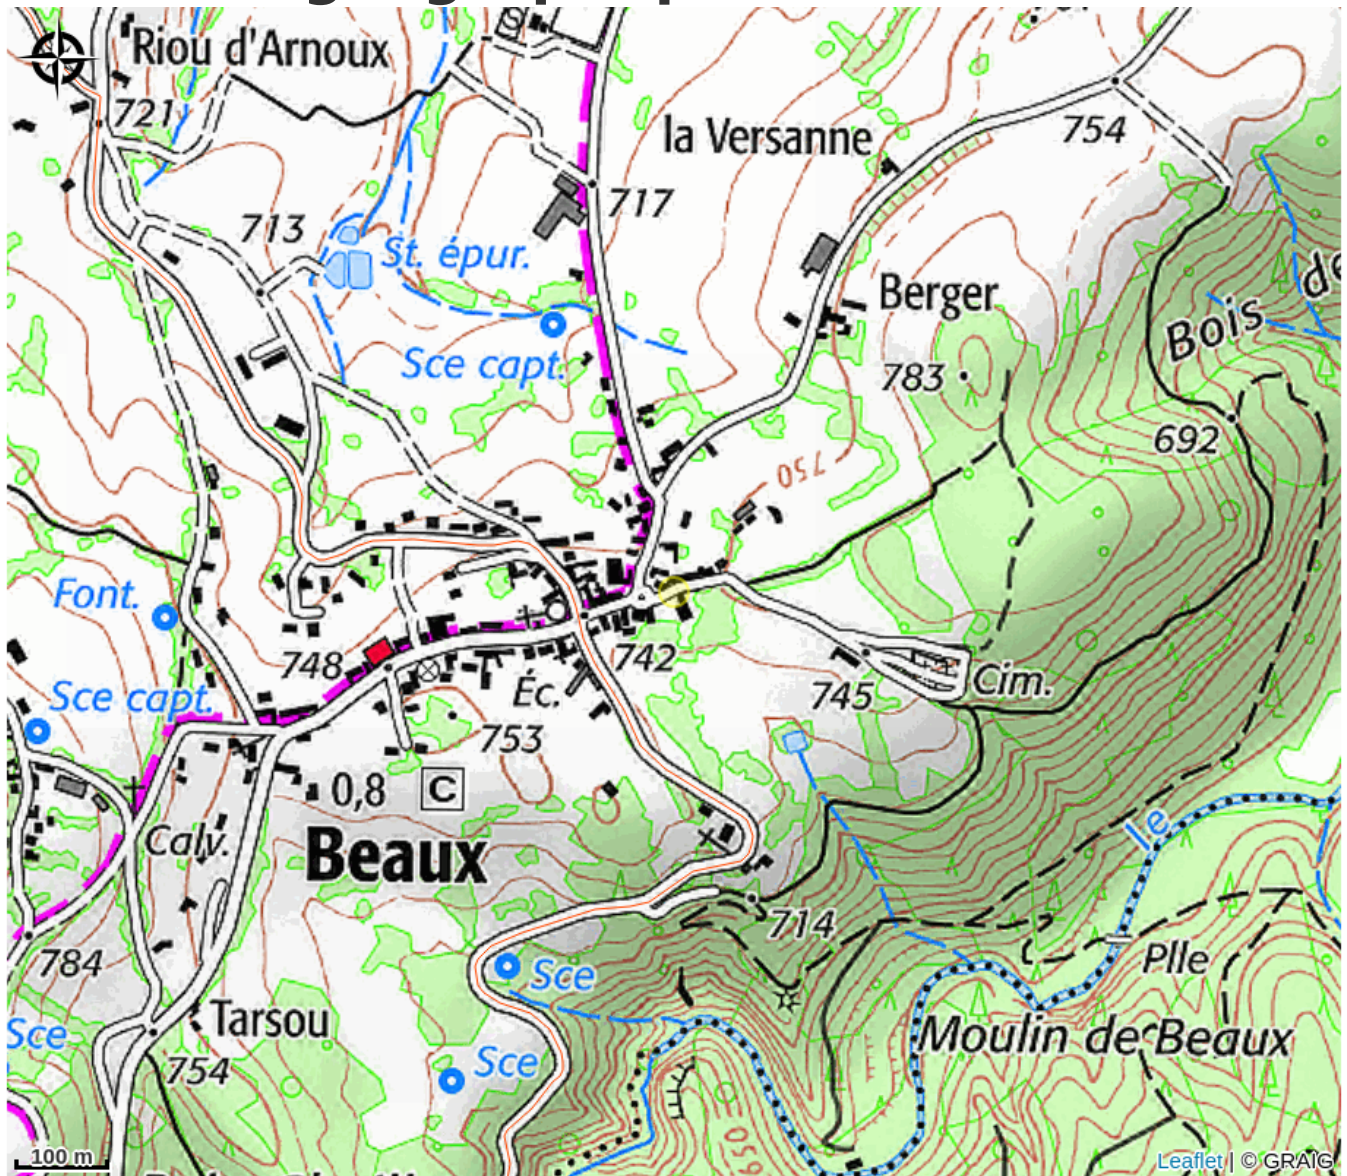 Riou d'Arnoux
721
la Versanne
754
717
713
St. épur.
Berger
Bois de
Sce capt.
783
692
750
Font.
748
742
Cim.
Sce capt.
Éc.
745
753
0,8 C
le
Calv.
Beaux
714
784
Plle
Sce
Tarsou
Sce
Moulin de Beaux
Sce
754
650
100 m
Leaflet | © GRAIG